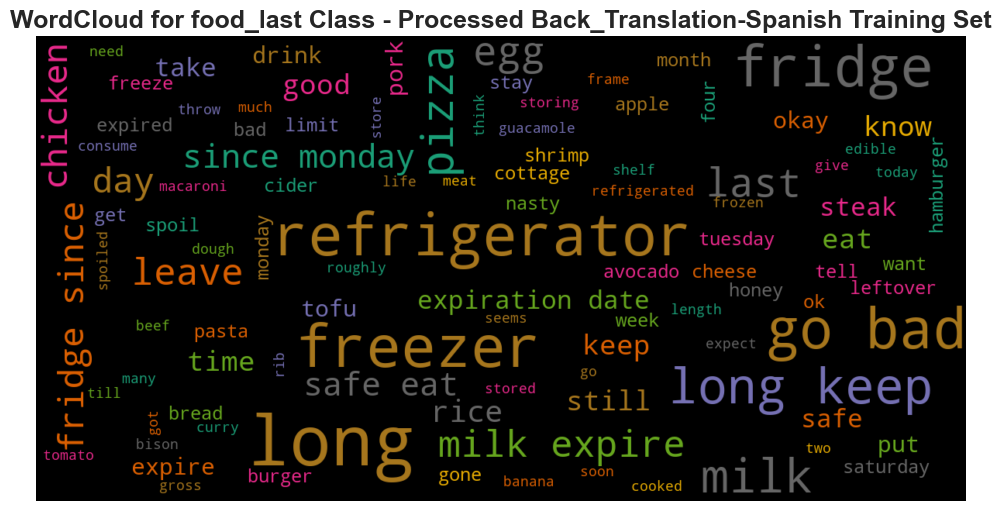 WordCloud for food_last Class - Processed Back_Translation-Spanish Training Set
need
drink
pork
egg
month
fridge
chicken
take
freeze
good
pizza
stay
frame
throw
much
store
think
storing
apple
four
okay
know
expired
bad
limit
guacamole
consume
since monday
shrimp
edible
hamburger
day
macaroni
cider
life
meat
cottage
shelf
refrigerated
last
give
today
fridge since
get
spoil
monday
refrigerator
nasty
frozen
steak
spoiled
dough
tuesday
eat
leave
roughly
avocado
cheese
tell
want
leftover
tofu
expiration date
honey
ok
beef
pasta
seems
week
length
go bad
time
rib
freezer
keep
expect
many
till
safe eat
stored
go
long keep
still
got
bread
curry
long
rice
safe
bison
milk expire
two
put
tomato
expire
gross
burger
gone
banana
soon
cooked
milk
saturday